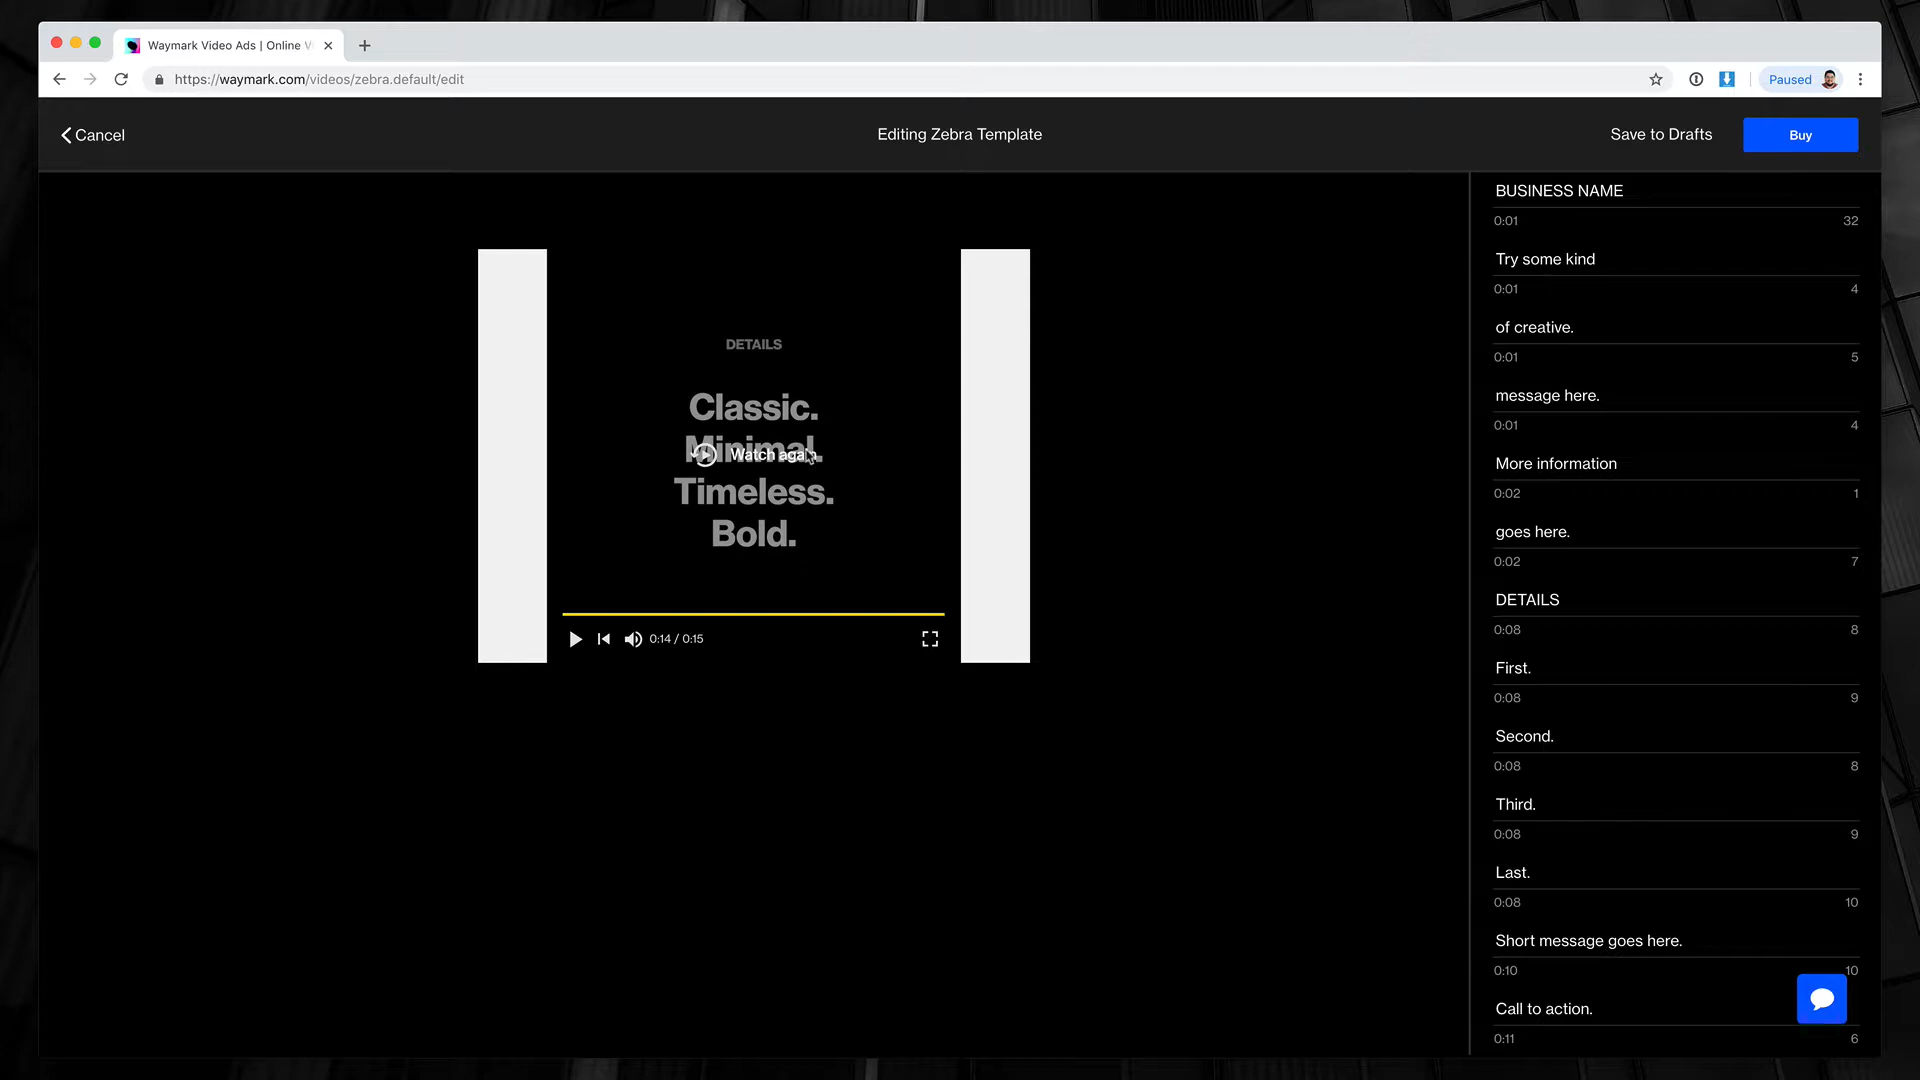 Waymark Video Ads | Online V
https://waymark.com/videos/zebra.default/edit
Paused
Cancel
Editing Zebra Template
Save to Drafts
Buy
DETAILS
Classic.
Minimal.
Watch again
Timeless.
Bold.
0:14 / 0:15
BUSINESS NAME
0:01 32
Try some kind
0:01 4
of creative.
0:01 5
message here.
0:01 4
More information
0:02 1
goes here.
0:02 7
DETAILS
0:08 8
First.
0:08 9
Second.
0:08 8
Third.
0:08 9
Last.
0:08 10
Short message goes here.
0:10 10
Call to action.
0:11 6